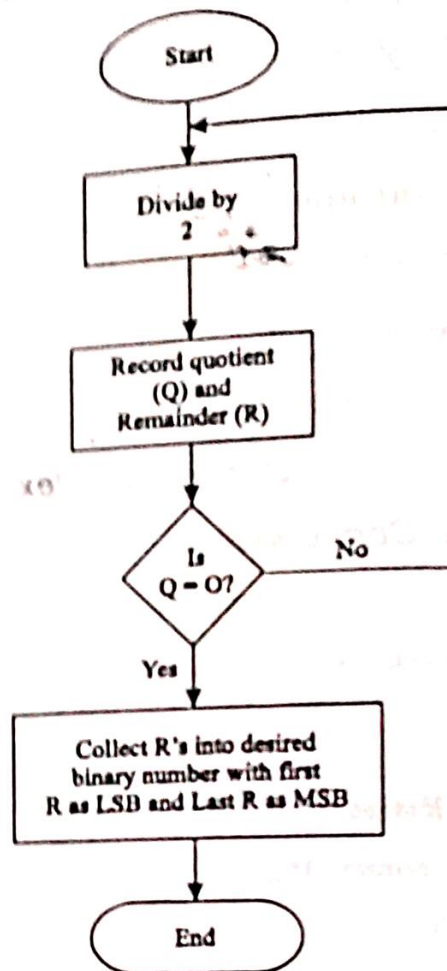 Start
Divide by
2
Record quotient
(Q) and
Remainder (R)
Is
Q = O?
No
Yes
Collect R's into desired
binary number with first
R as LSB and Last R as MSB
End